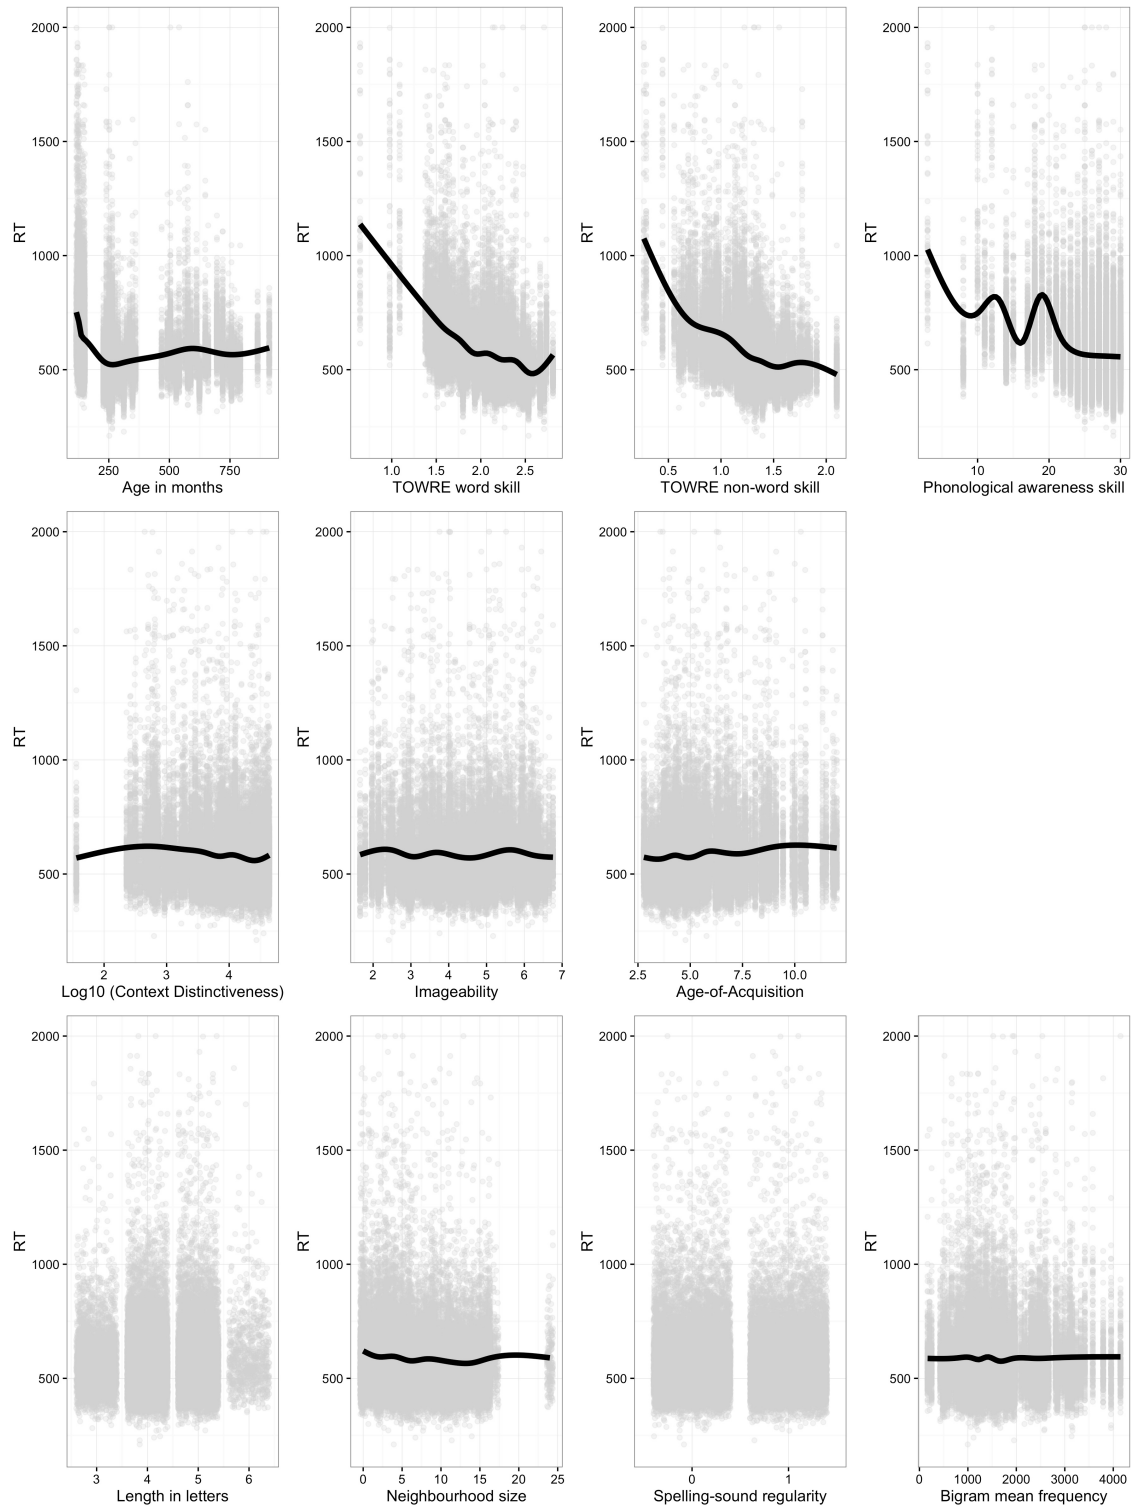 2000
1500
1000
500
RT
250 500 750
Age in months
2000
1500
1000
500
RT
1.0 1.5 2.0 2.5
TOWRE word skill
2000
1500
1000
500
RT
0.5 1.0 1.5 2.0
TOWRE non-word skill
2000
1500
1000
500
RT
10 20 30
Phonological awareness skill
2000
1500
1000
500
RT
2 3 4
Log10 (Context Distinctiveness)
2000
1500
1000
500
RT
2 3 4 5 6 7
Imageability
2000
1500
1000
500
RT
2.5 5.0 7.5 10.0
Age-of-Acquisition
2000
1500
1000
500
RT
3 4 5 6
Length in letters
2000
1500
1000
500
RT
0 5 10 15 20 25
Neighbourhood size
2000
1500
1000
500
RT
0 1
Spelling-sound regularity
2000
1500
1000
500
RT
0 1000 2000 3000 4000
Bigram mean frequency